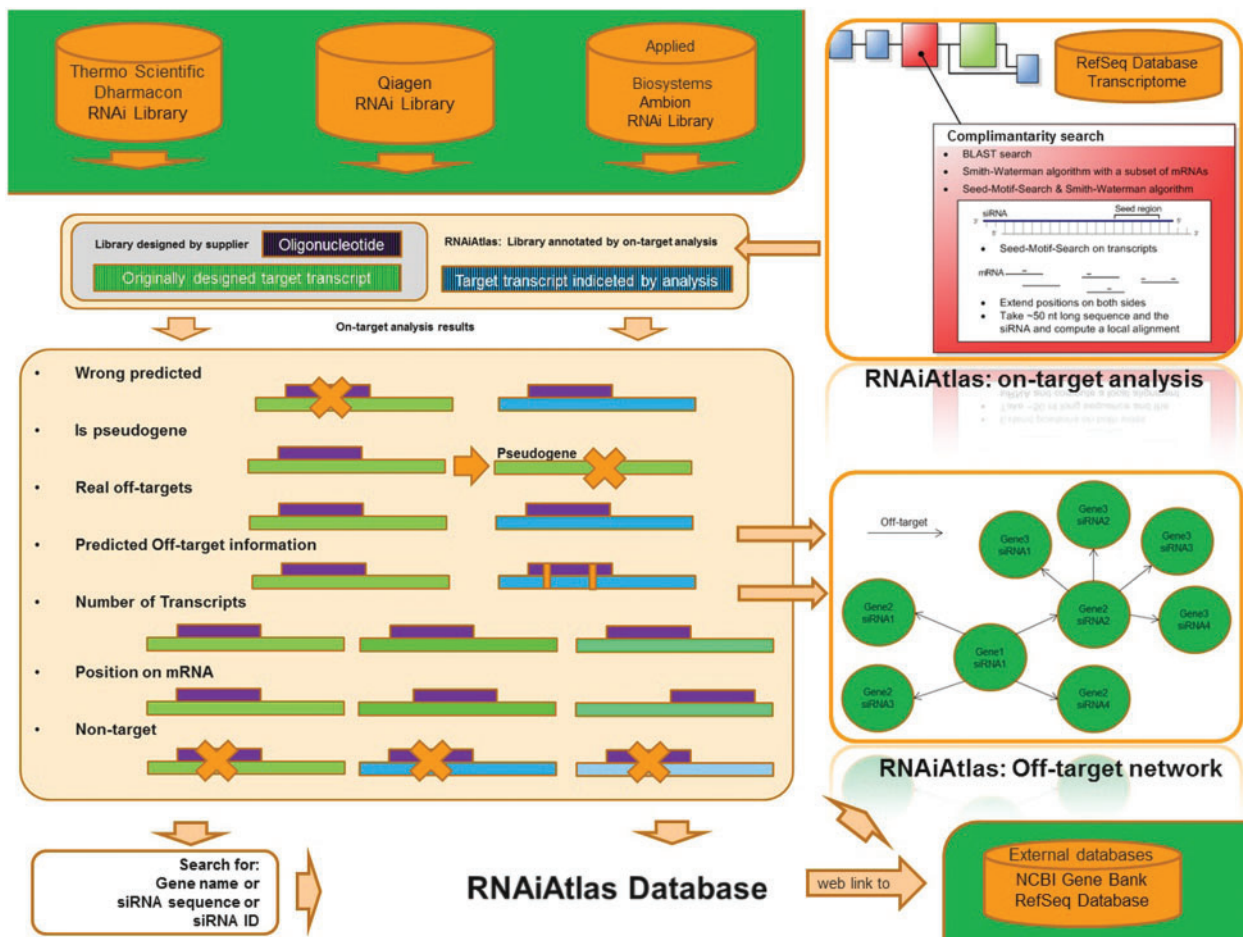 Thermo Scientific
Dharmacon
RNAi Library
Qiagen
RNAi Library
Applied
Biosystems
Ambion
RNAi Library
RefSeq Database
Transcriptome
Complimantarity search
• BLAST search
• Smith-Waterman algorithm with a subset of mRNAs
• Seed-Motif-Search & Smith-Waterman algorithm
siRNA
Seed region
3'
5'
5'
3'
• Seed-Motif-Search on transcripts
mRNA
• Extend positions on both sides
• Take ~50 nt long sequence and the
siRNA and compute a local alignment
RNAiAtlas: on-target analysis
Library designed by supplier
Oligonucleotide
Originally designed target transcript
RNAiAtlas: Library annotated by on-target analysis
Target transcript indiceted by analysis
On-target analysis results
• Wrong predicted
• Is pseudogene
Pseudogene
• Real off-targets
• Predicted Off-target information
• Number of Transcripts
• Position on mRNA
• Non-target
Off-target
Gene3
siRNA2
Gene3
siRNA1
Gene3
siRNA3
Gene2
siRNA1
Gene2
siRNA2
Gene3
siRNA4
Gene1
siRNA1
Gene2
siRNA3
Gene2
siRNA4
RNAiAtlas: Off-target network
Search for:
Gene name or
siRNA sequence or
siRNA ID
RNAiAtlas Database
web link to
External databases
NCBI Gene Bank
RefSeq Database